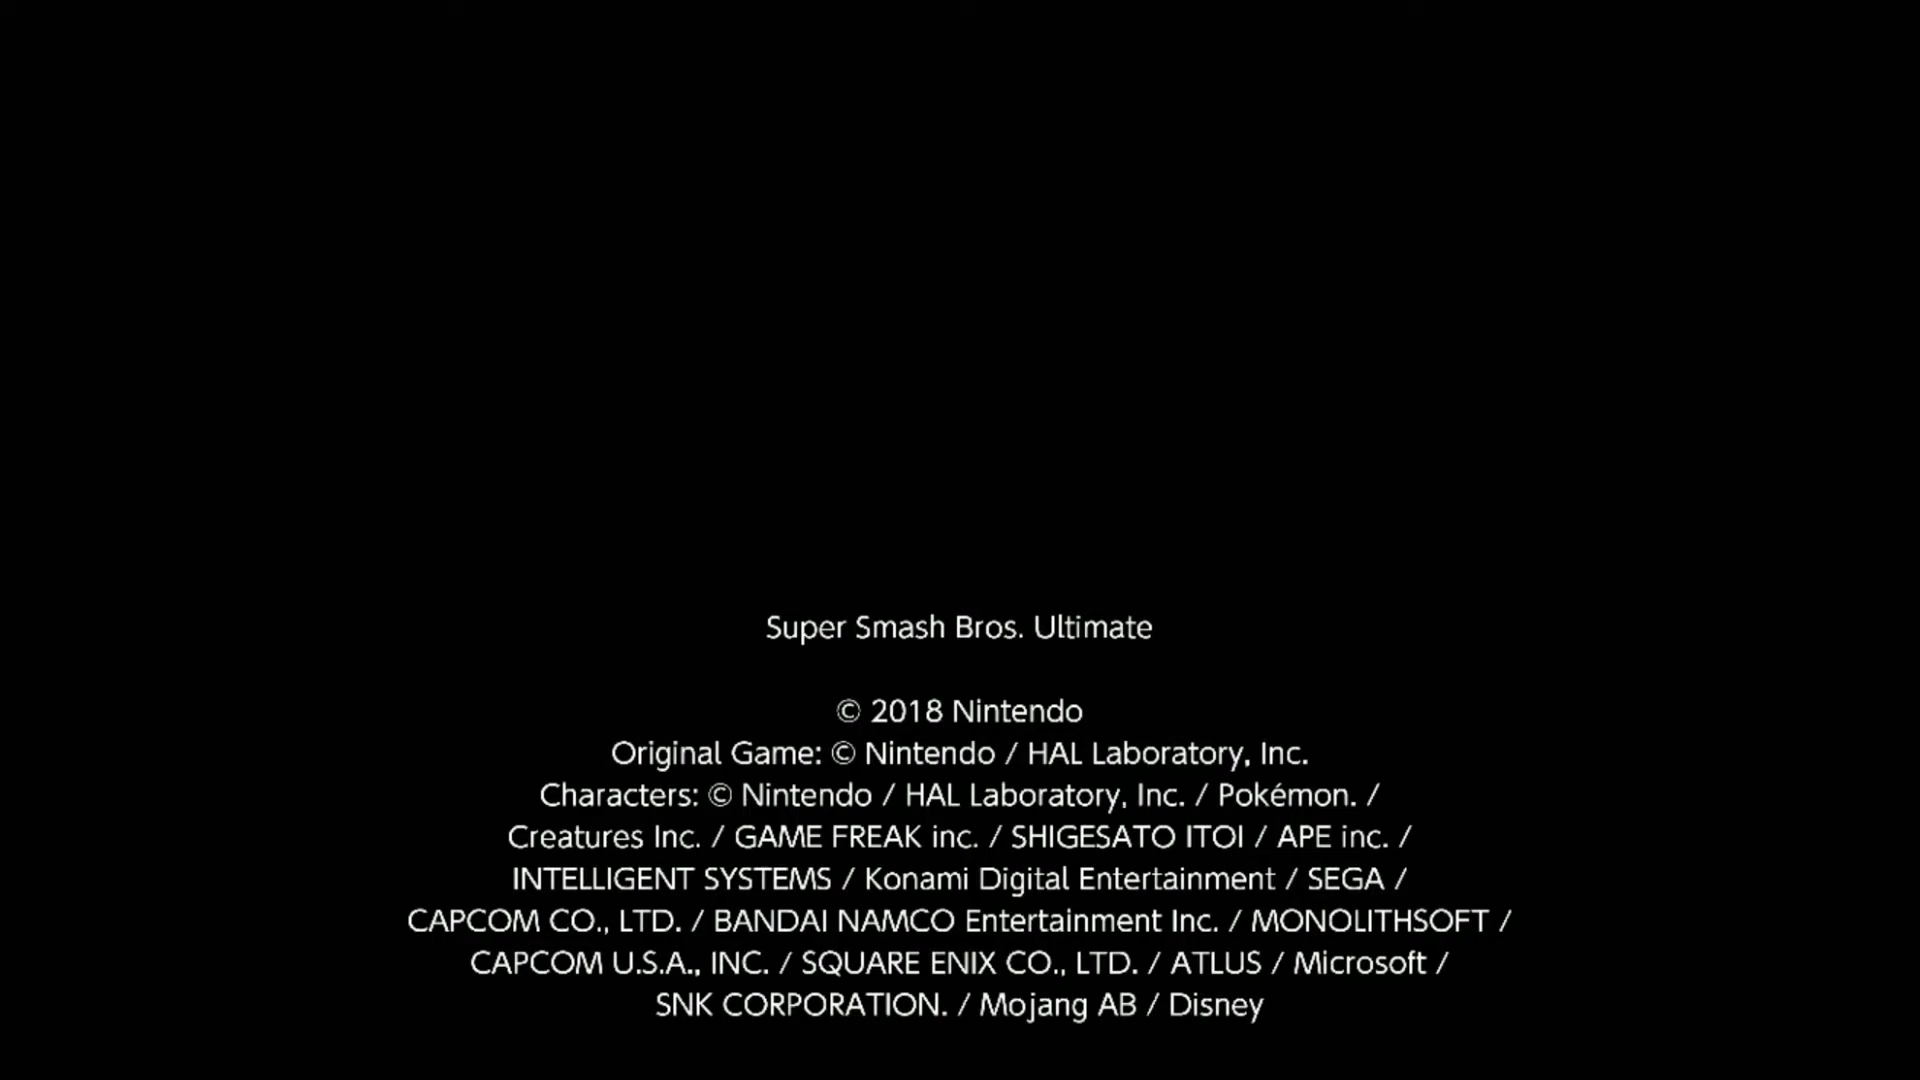 Super Smash Bros. Ultimate
© 2018 Nintendo
Original Game: © Nintendo / HAL Laboratory, Inc.
Characters: © Nintendo / HAL Laboratory, Inc. / Pokémon. /
Creatures Inc. / GAME FREAK inc. / SHIGESATO ITOI / APE inc. /
INTELLIGENT SYSTEMS / Konami Digital Entertainment / SEGA /
CAPCOM CO., LTD. / BANDAI NAMCO Entertainment Inc. / MONOLITHSOFT /
CAPCOM U.S.A., INC. / SQUARE ENIX CO., LTD. / ATLUS / Microsoft /
SNK CORPORATION. / Mojang AB / Disney